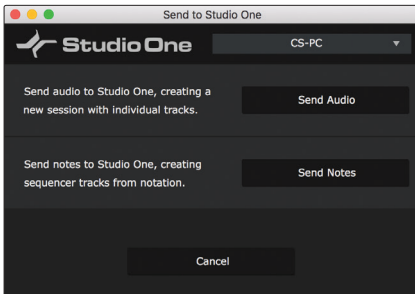 Send to Studio One
Studio One
CS-PC
Send audio to Studio One, creating a
new session with individual tracks.
Send Audio
Send notes to Studio One, creating
sequencer tracks from notation.
Send Notes
Cancel